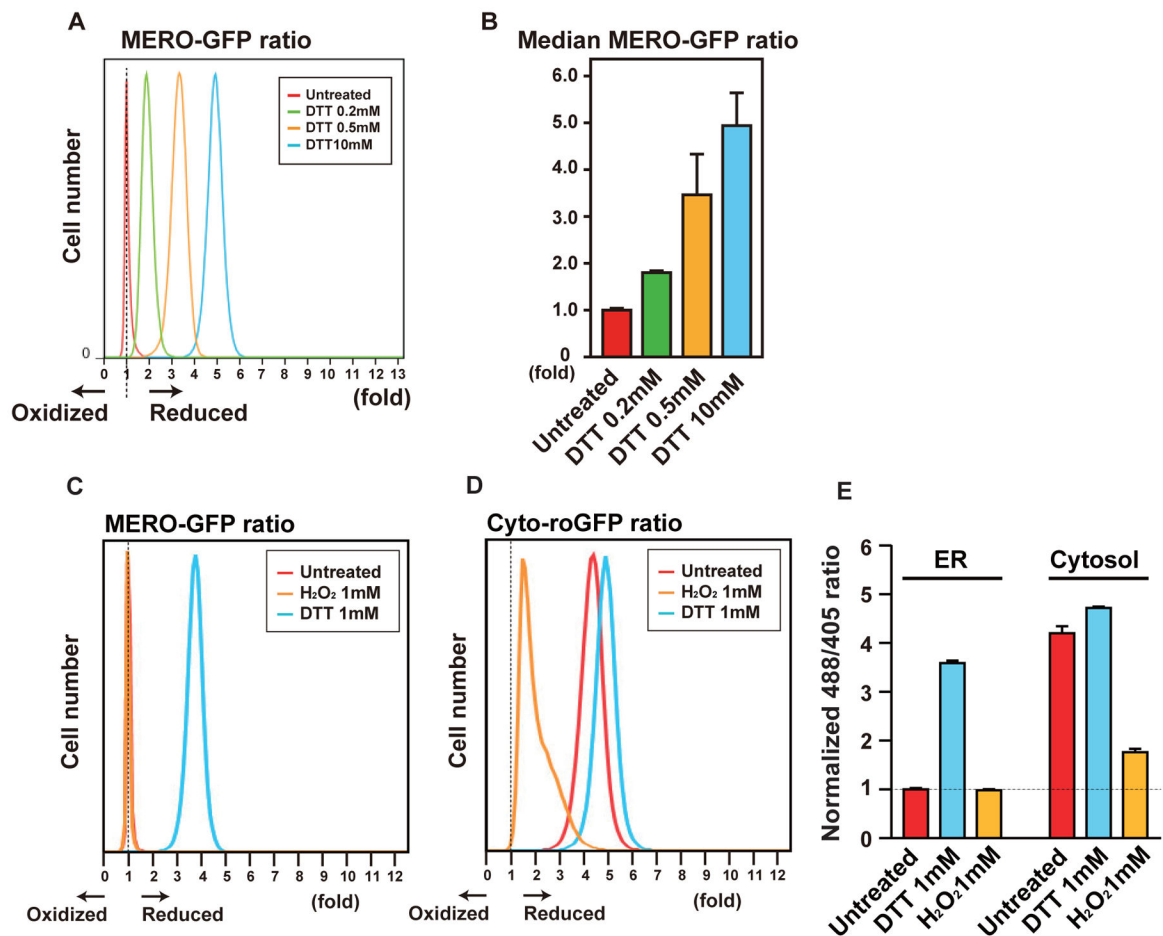 A
MERO-GFP ratio
Cell number
Untreated
DTT 0.2mM
DTT 0.5mM
DTT10mM
0
0 1 2 3 4 5 6 7 8 9 10 11 12 13
(fold)
Oxidized
Reduced
B
Median MERO-GFP ratio
6.0
5.0
4.0
3.0
2.0
1.0
0
(fold)
Untreated
DTT 0.2mM
DTT 0.5mM
DTT 10mM
C
MERO-GFP ratio
Cell number
Untreated
H₂O₂ 1mM
DTT 1mM
0 1 2 3 4 5 6 7 8 9 10 11 12
Oxidized
Reduced
(fold)
D
Cyto-roGFP ratio
Cell number
Untreated
H₂O₂ 1mM
DTT 1mM
0 1 2 3 4 5 6 7 8 9 10 11 12
Oxidized
Reduced
(fold)
E
Normalized 488/405 ratio
6
5
4
3
2
1
0
ER
Cytosol
Untreated
DTT 1mM
H₂O₂1mM
Untreated
DTT 1mM
H₂O₂1mM